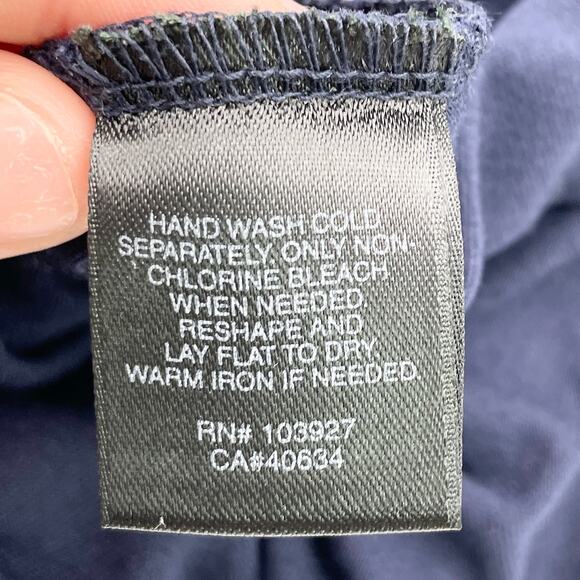 HAND WASH COLD
SEPARATELY, ONLY NON-
CHLORINE BLEACH
WHEN NEEDED.
RESHAPE AND
LAY FLAT TO DRY.
WARM IRON IF NEEDED.
RN# 103927
CA#40634